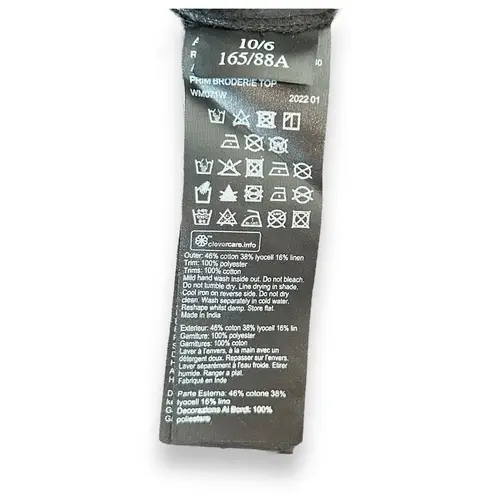 10/6
165/88A
PRIM BRODERIE TOP
WM071W 2022 01
clevercare.info
Outer: 46% cotton 38% lyocell 16% linen
Trim: 100% polyester
Trims: 100% cotton
Mild hand wash inside out. Do not bleach.
Do not tumble dry. Line drying in shade.
Cool iron on reverse side. Do not dry
clean. Wash separately in cold water.
Reshape whilst damp. Store flat.
Made in India
Exterieur: 46% coton 38% lyocell 16% lin
Garniture: 100% polyester
Garnitures: 100% coton
Laver à l'envers, à la main avec un
détergent doux. Repasser sur l'envers.
Laver séparément à l'eau froide. Etirer
humide. Ranger a plat.
Fabriqué en Inde
Parte Esterna: 46% cotone 38%
lyocell 16% lino
Decorazione Ai Bordi: 100%
poliestere